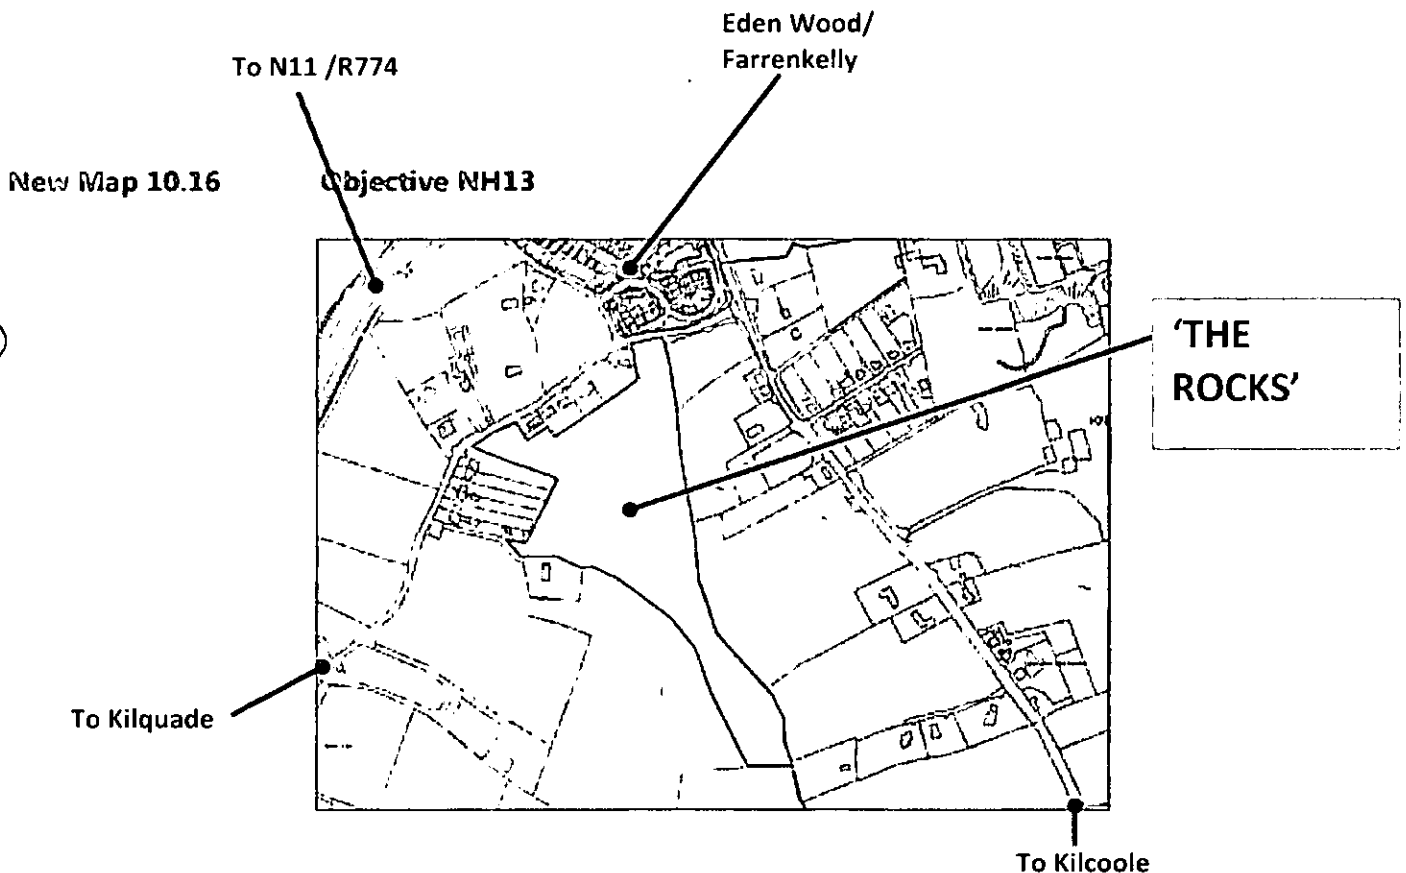 Eden Wood/
Farrenkelly
To N11 /R774
New Map 10.16 Objective NH13
'THE
ROCKS'
To Kilquade
To Kilcoole